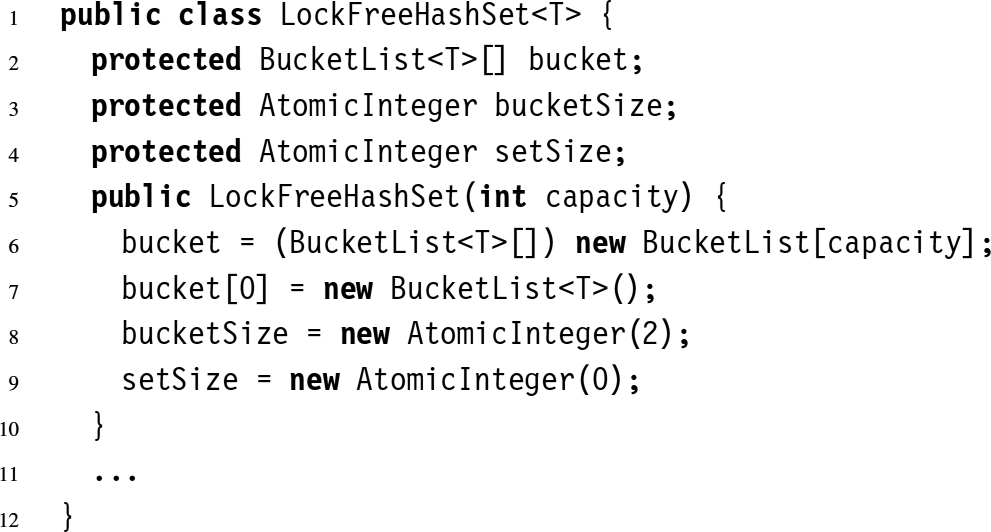 1 public class LockFreeHashSet<T> {
2 protected BucketList<T>[] bucket;
3 protected AtomicInteger bucketSize;
4 protected AtomicInteger setSize;
5 public LockFreeHashSet(int capacity) {
6 bucket = (BucketList<T>[]) new BucketList[capacity];
7 bucket[0] = new BucketList<T>();
8 bucketSize = new AtomicInteger(2);
9 setSize = new AtomicInteger(0);
10 }
11 ...
12 }